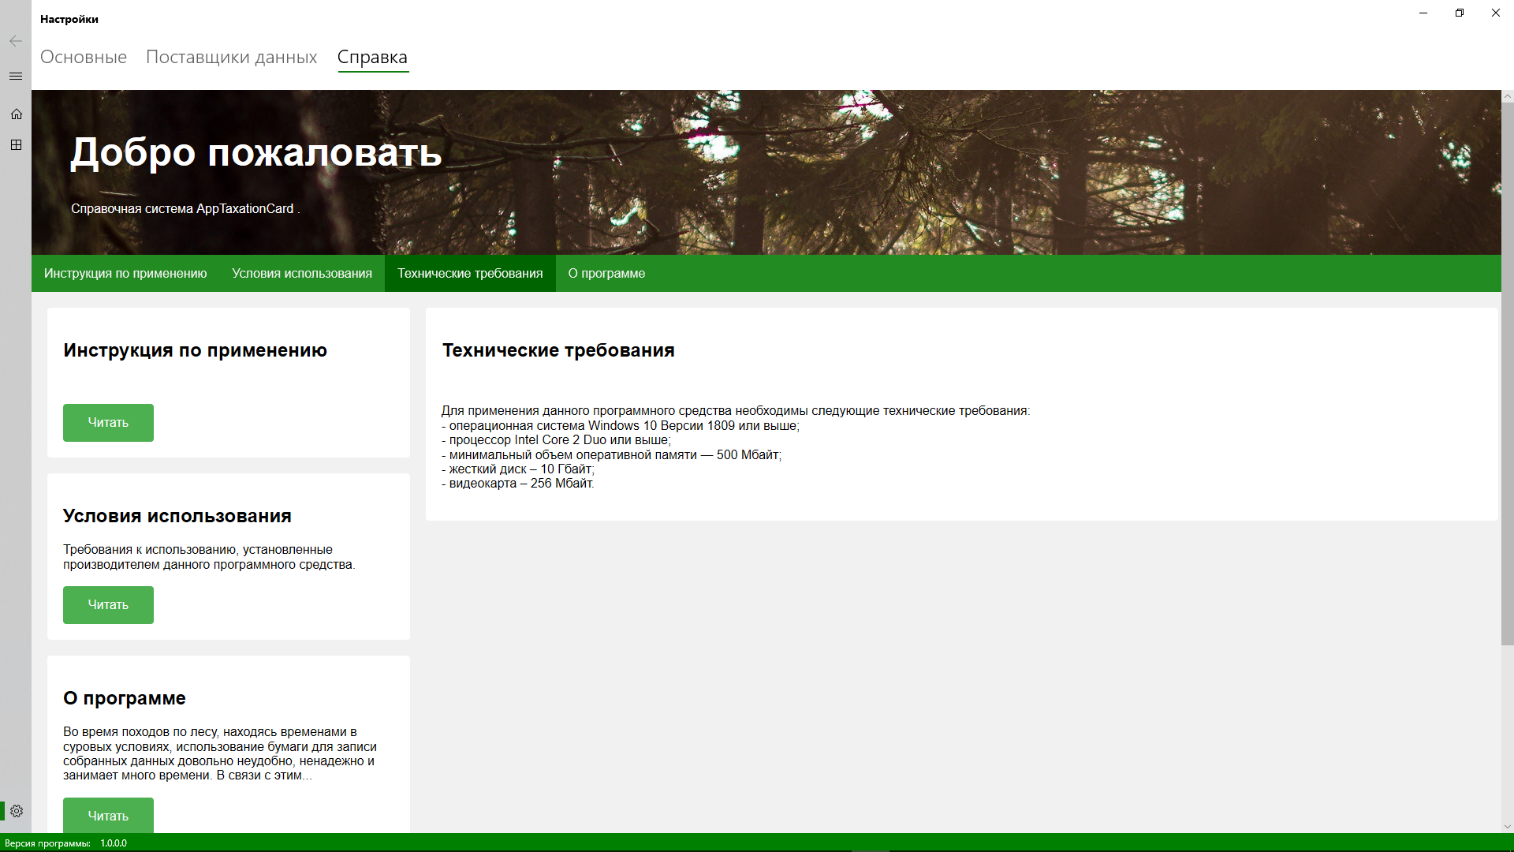 Настройки
Основные Поставщики данных Справка
Добро пожаловать
Справочная система AppTaxationCard .
Инструкция по применению Условия использования Технические требования О программе
Инструкция по применению
Читать
Условия использования
Требования к использованию, установленные
производителем данного программного средства.
Читать
О программе
Во время походов по лесу, находясь временами в
суровых условиях, использование бумаги для записи
собранных данных довольно неудобно, ненадежно и
занимает много времени. В связи с этим...
Читать
Технические требования
Для применения данного программного средства необходимы следующие технические требования:
- операционная система Windows 10 Версии 1809 или выше;
- процессор Intel Core 2 Duo или выше;
- минимальный объем оперативной памяти — 500 Мбайт;
- жесткий диск – 10 Гбайт;
- видеокарта – 256 Мбайт.
Версия программы: 1.0.0.0